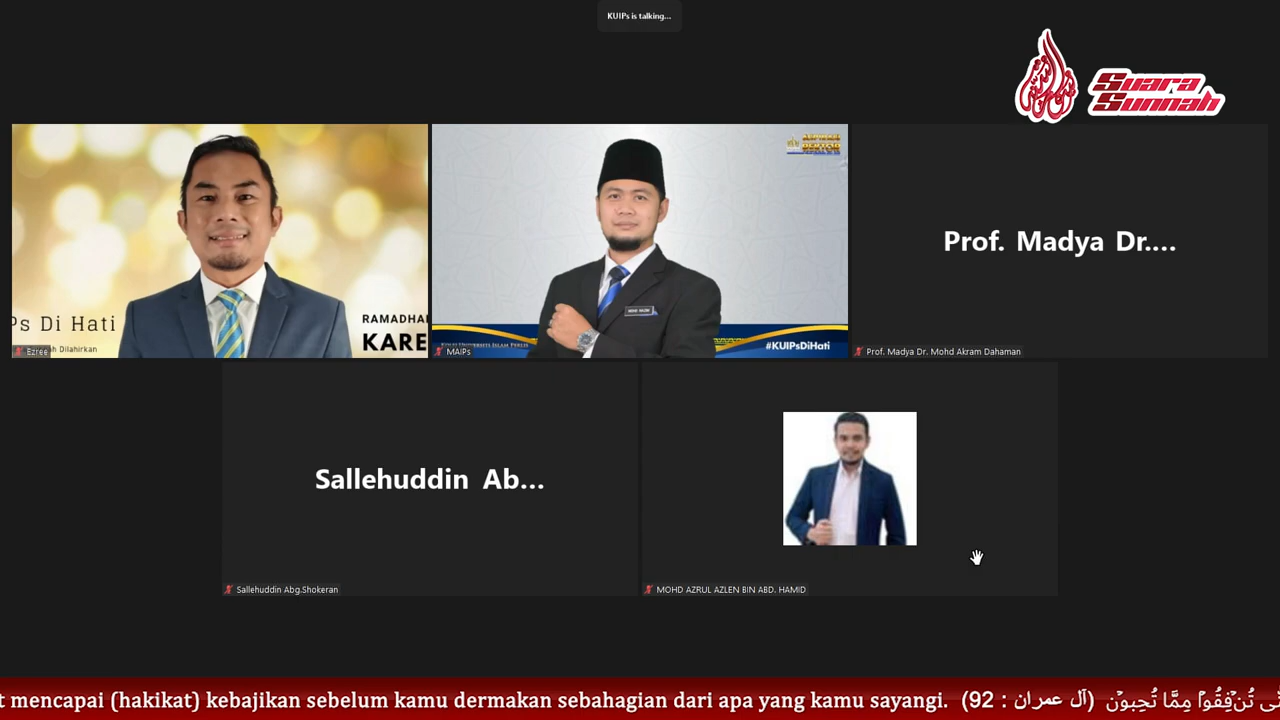 KUIPs is talking...
Suara
Sunnah
Ps Di Hati
h Dilahirkan
RAMADHA
KARE
Ezree
#KUIPsDiHati
MAIPs
Prof. Madya Dr....
Prof. Madya Dr. Mohd Akram Dahaman
Sallehuddin Ab...
Sallehuddin Abg.Shokeran
MOHD AZRUL AZLEN BIN ABD. HAMID
t mencapai (hakikat) kebajikan sebelum kamu dermakan sebahagian dari apa yang kamu sayangi. تُنفِقُوا۟ مِمَّا تُحِبُّونَ (آل عمران : 92)